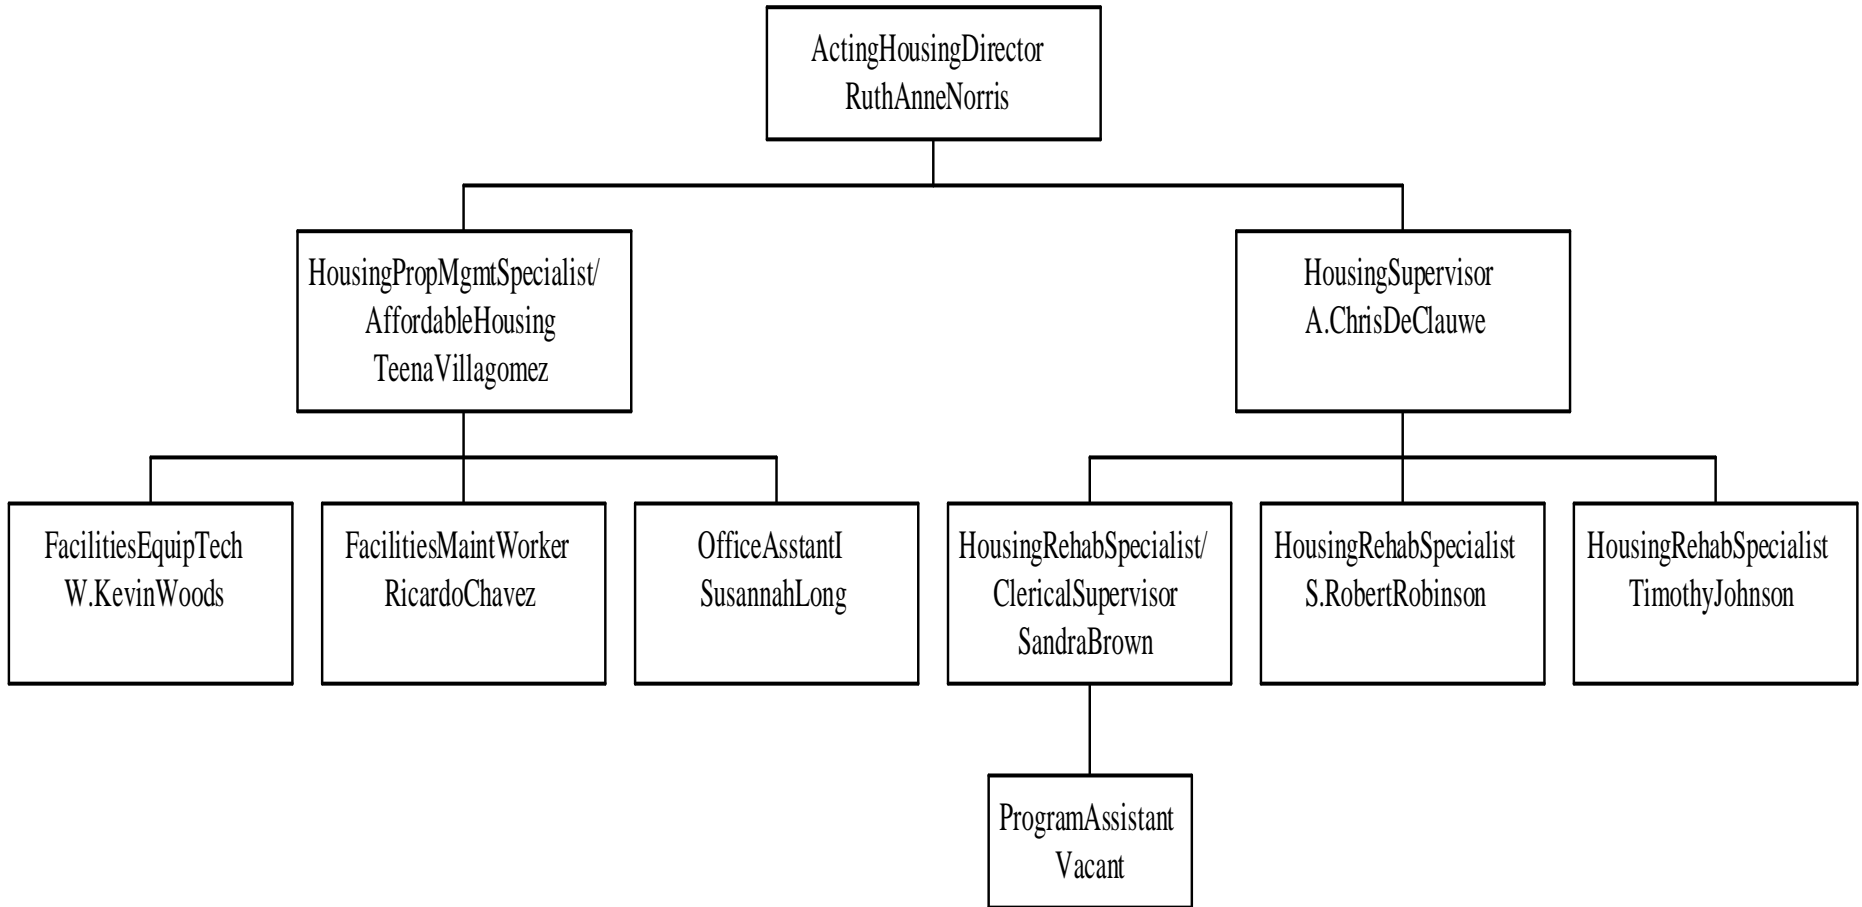 ActingHousingDirector
RuthAnneNorris
HousingPropMgmtSpecialist/
AffordableHousing
TeenaVillagomez
HousingSupervisor
A.ChrisDeClauwe
FacilitiesEquipTech
W.KevinWoods
FacilitiesMaintWorker
RicardoChavez
OfficeAsstantI
SusannahLong
HousingRehabSpecialist/
ClericalSupervisor
SandraBrown
HousingRehabSpecialist
S.RobertRobinson
HousingRehabSpecialist
TimothyJohnson
ProgramAssistant
Vacant